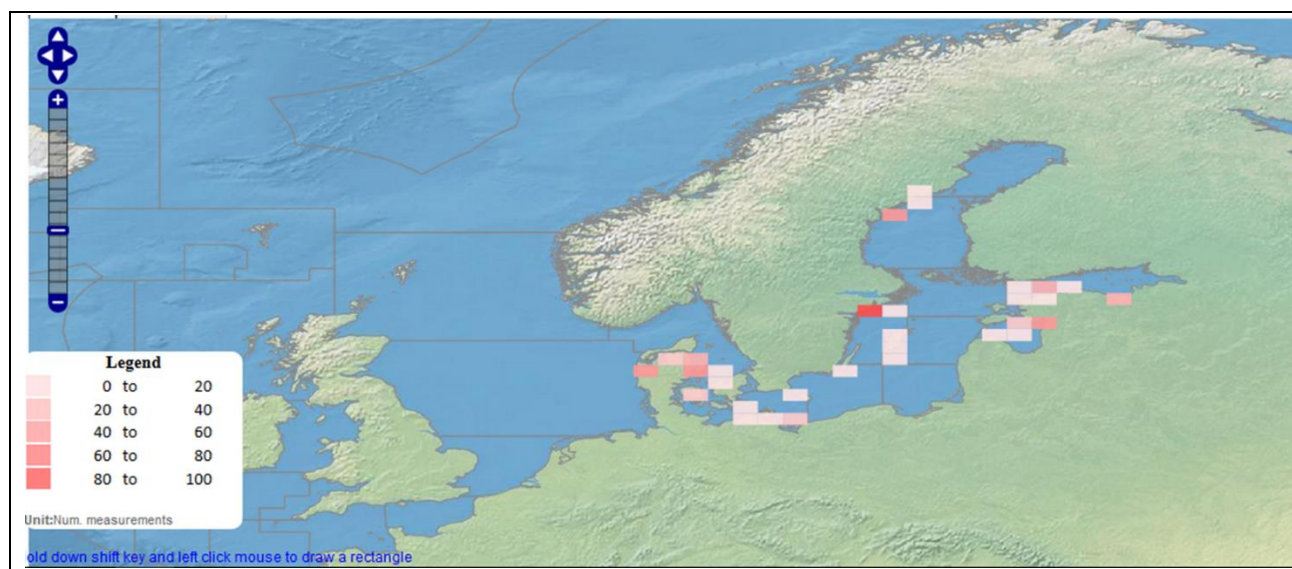 +
−
−
Legend
0 to 20
20 to 40
40 to 60
60 to 80
80 to 100
Unit:Num. measurements
old down shift key and left click mouse to draw a rectangle